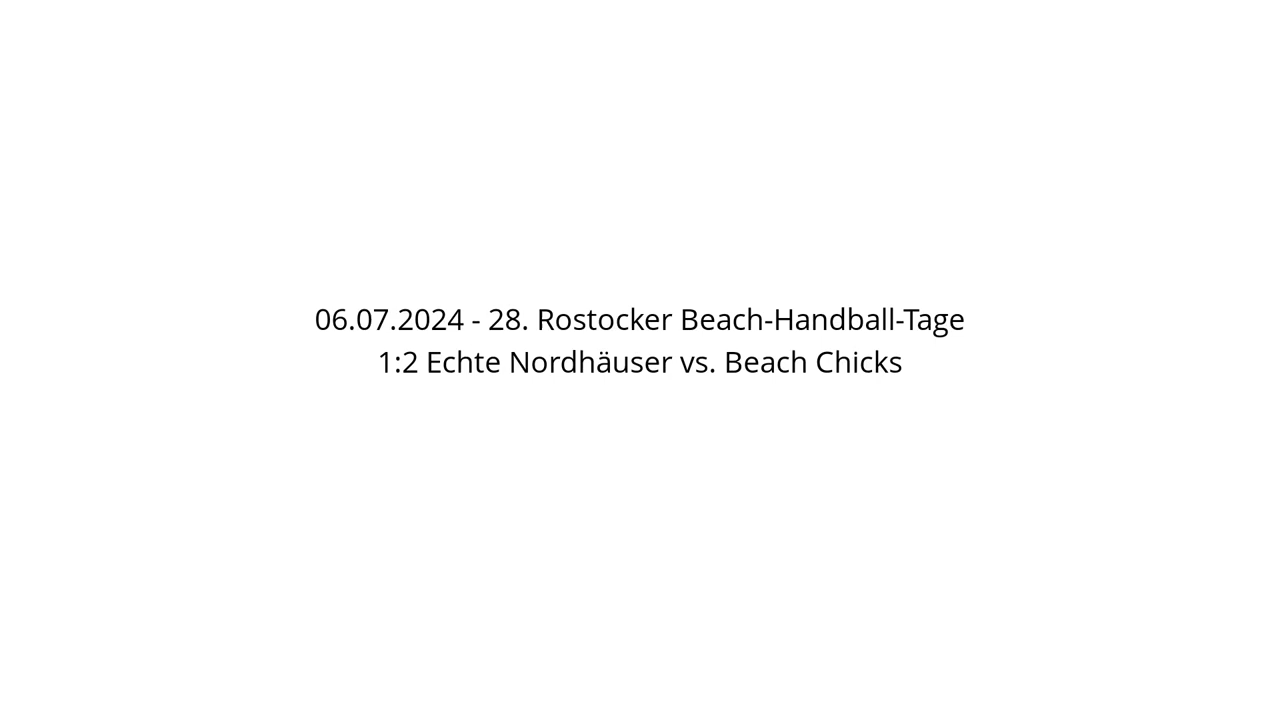 06.07.2024 - 28. Rostocker Beach-Handball-Tage
1:2 Echte Nordhäuser vs. Beach Chicks